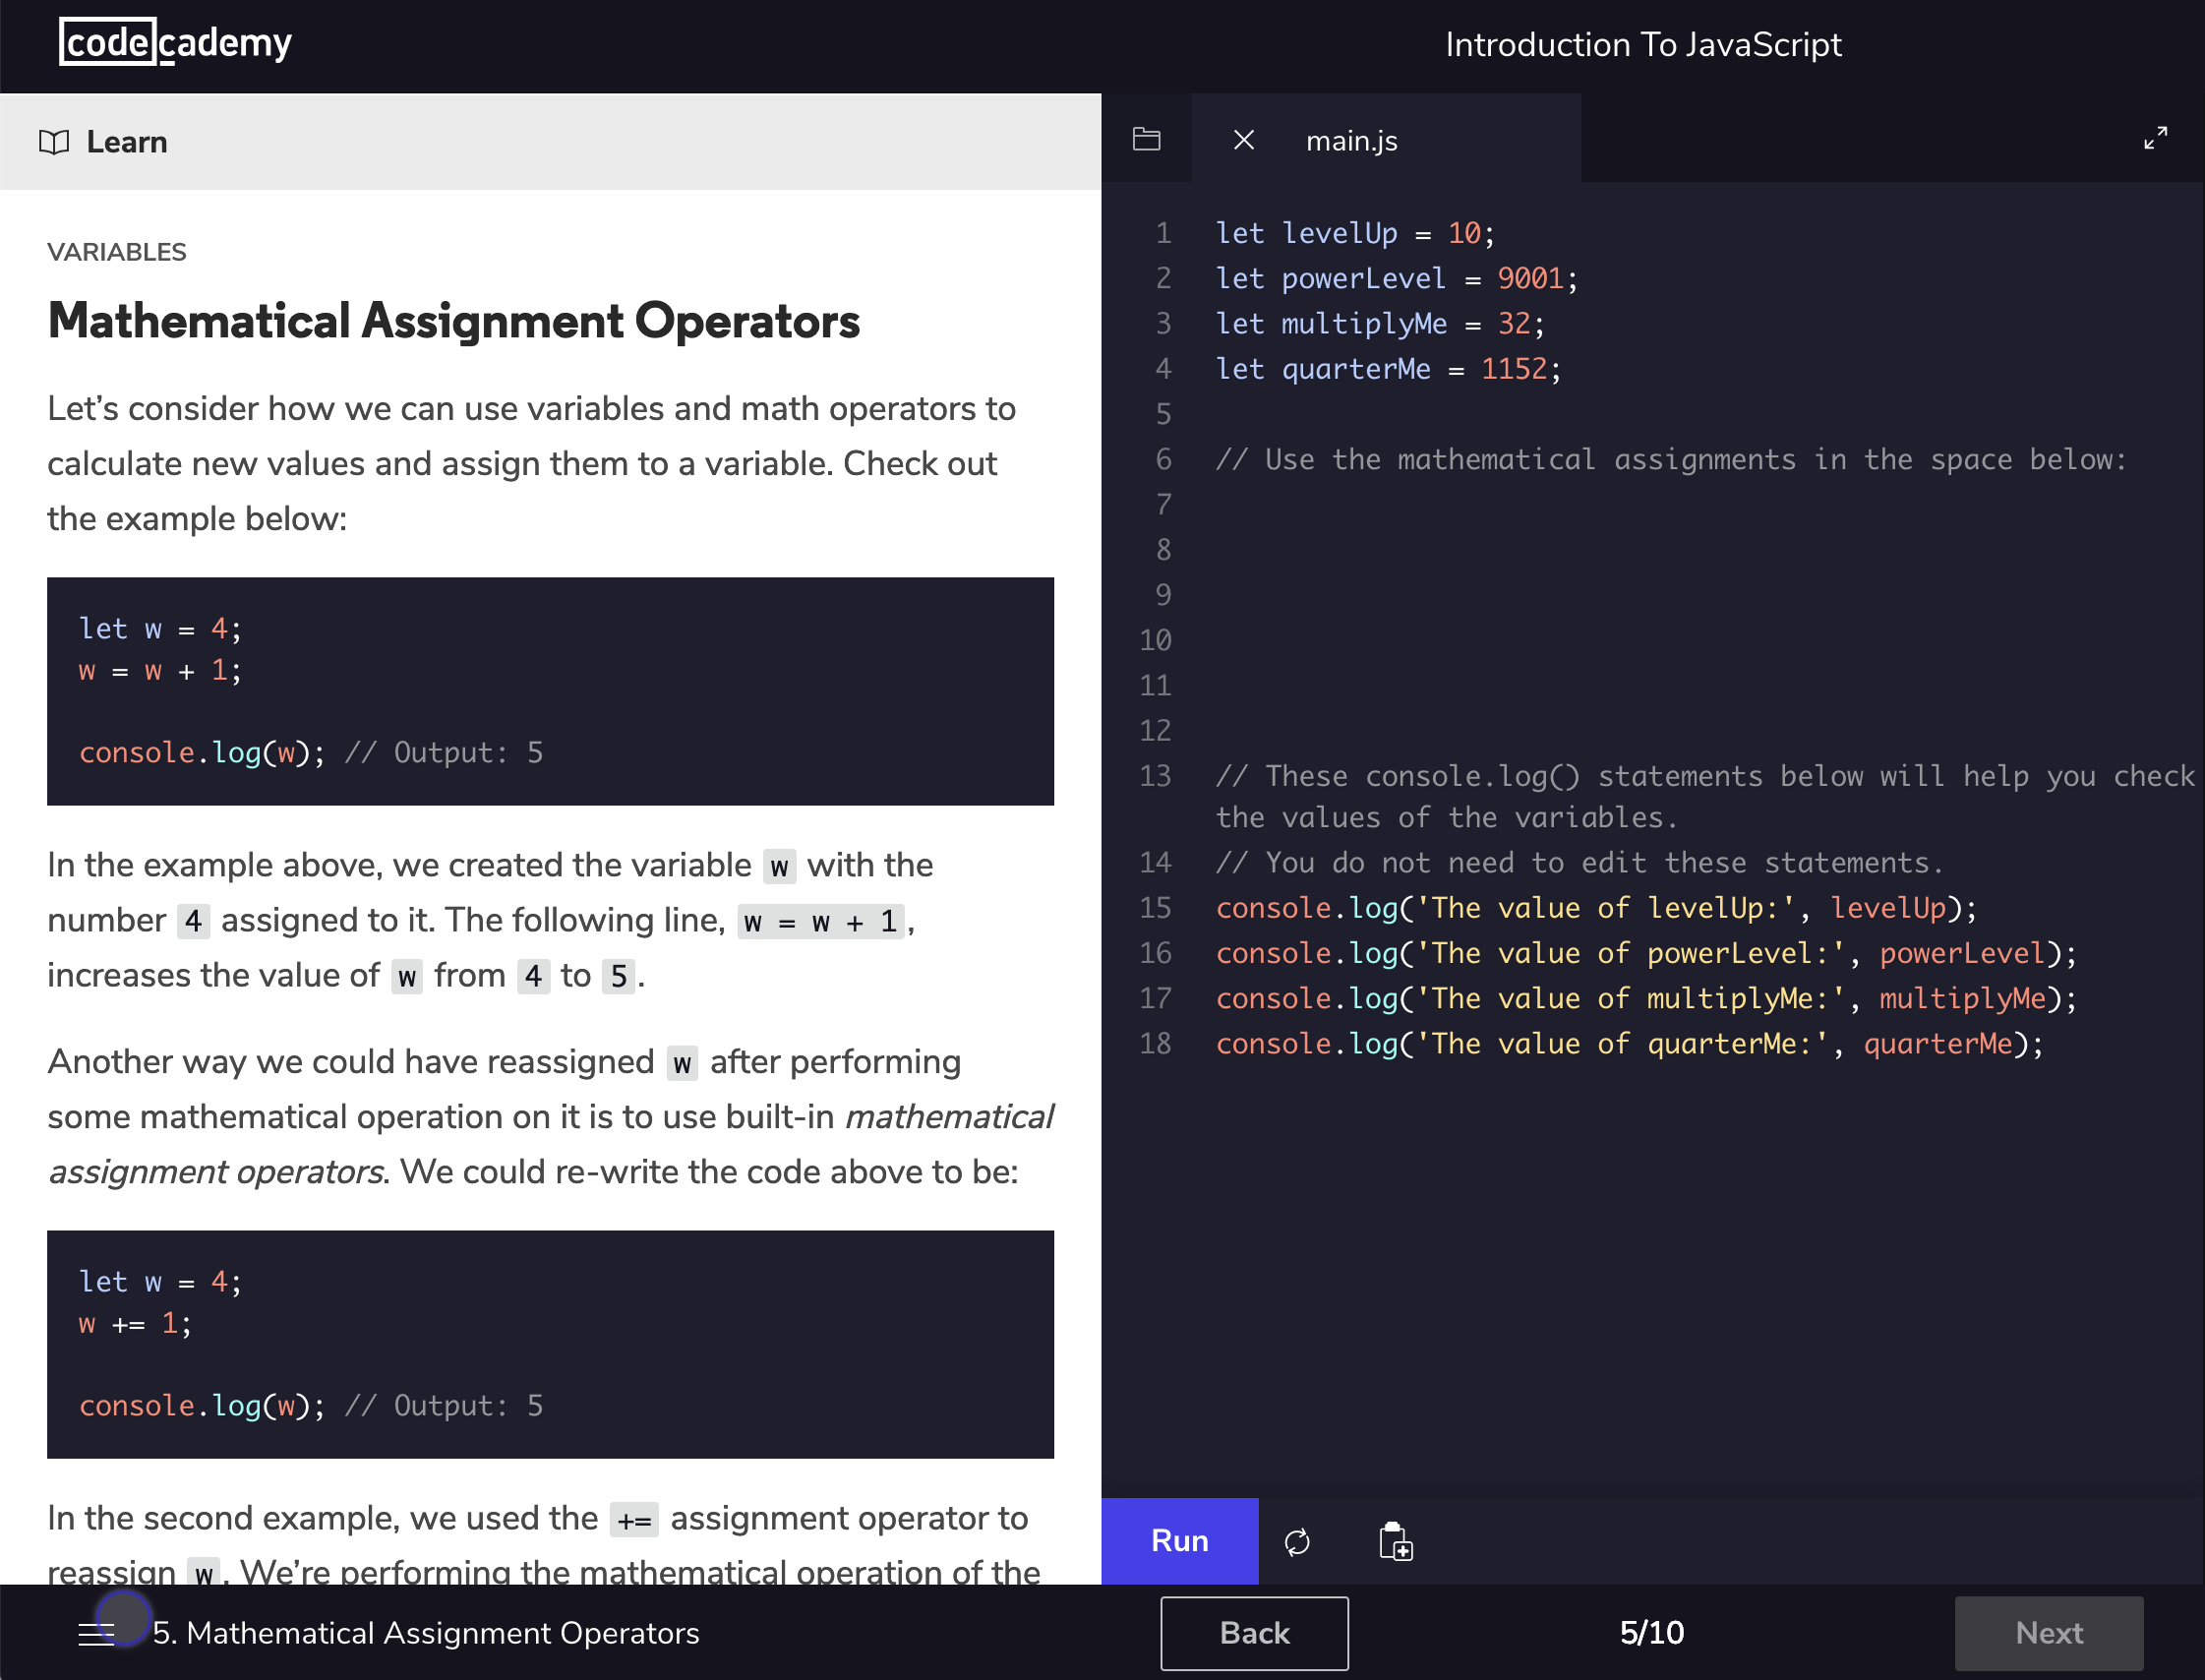 codecademy
Introduction To JavaScript
Learn
VARIABLES
Mathematical Assignment Operators
Let’s consider how we can use variables and math operators to
calculate new values and assign them to a variable. Check out
the example below:
let w = 4;
w = w + 1;
console.log(w); // Output: 5
In the example above, we created the variable w with the
number 4 assigned to it. The following line, w = w + 1,
increases the value of w from 4 to 5.
Another way we could have reassigned w after performing
some mathematical operation on it is to use built-in mathematical
assignment operators. We could re-write the code above to be:
let w = 4;
w += 1;
console.log(w); // Output: 5
In the second example, we used the += assignment operator to
reassign w. We’re performing the mathematical operation of the
main.js
1 let levelUp = 10;
2 let powerLevel = 9001;
3 let multiplyMe = 32;
4 let quarterMe = 1152;
5
6 // Use the mathematical assignments in the space below:
7
8
9
10
11
12
13 // These console.log() statements below will help you check
the values of the variables.
14 // You do not need to edit these statements.
15 console.log('The value of levelUp:', levelUp);
16 console.log('The value of powerLevel:', powerLevel);
17 console.log('The value of multiplyMe:', multiplyMe);
18 console.log('The value of quarterMe:', quarterMe);
Run
5. Mathematical Assignment Operators
Back
5/10
Next